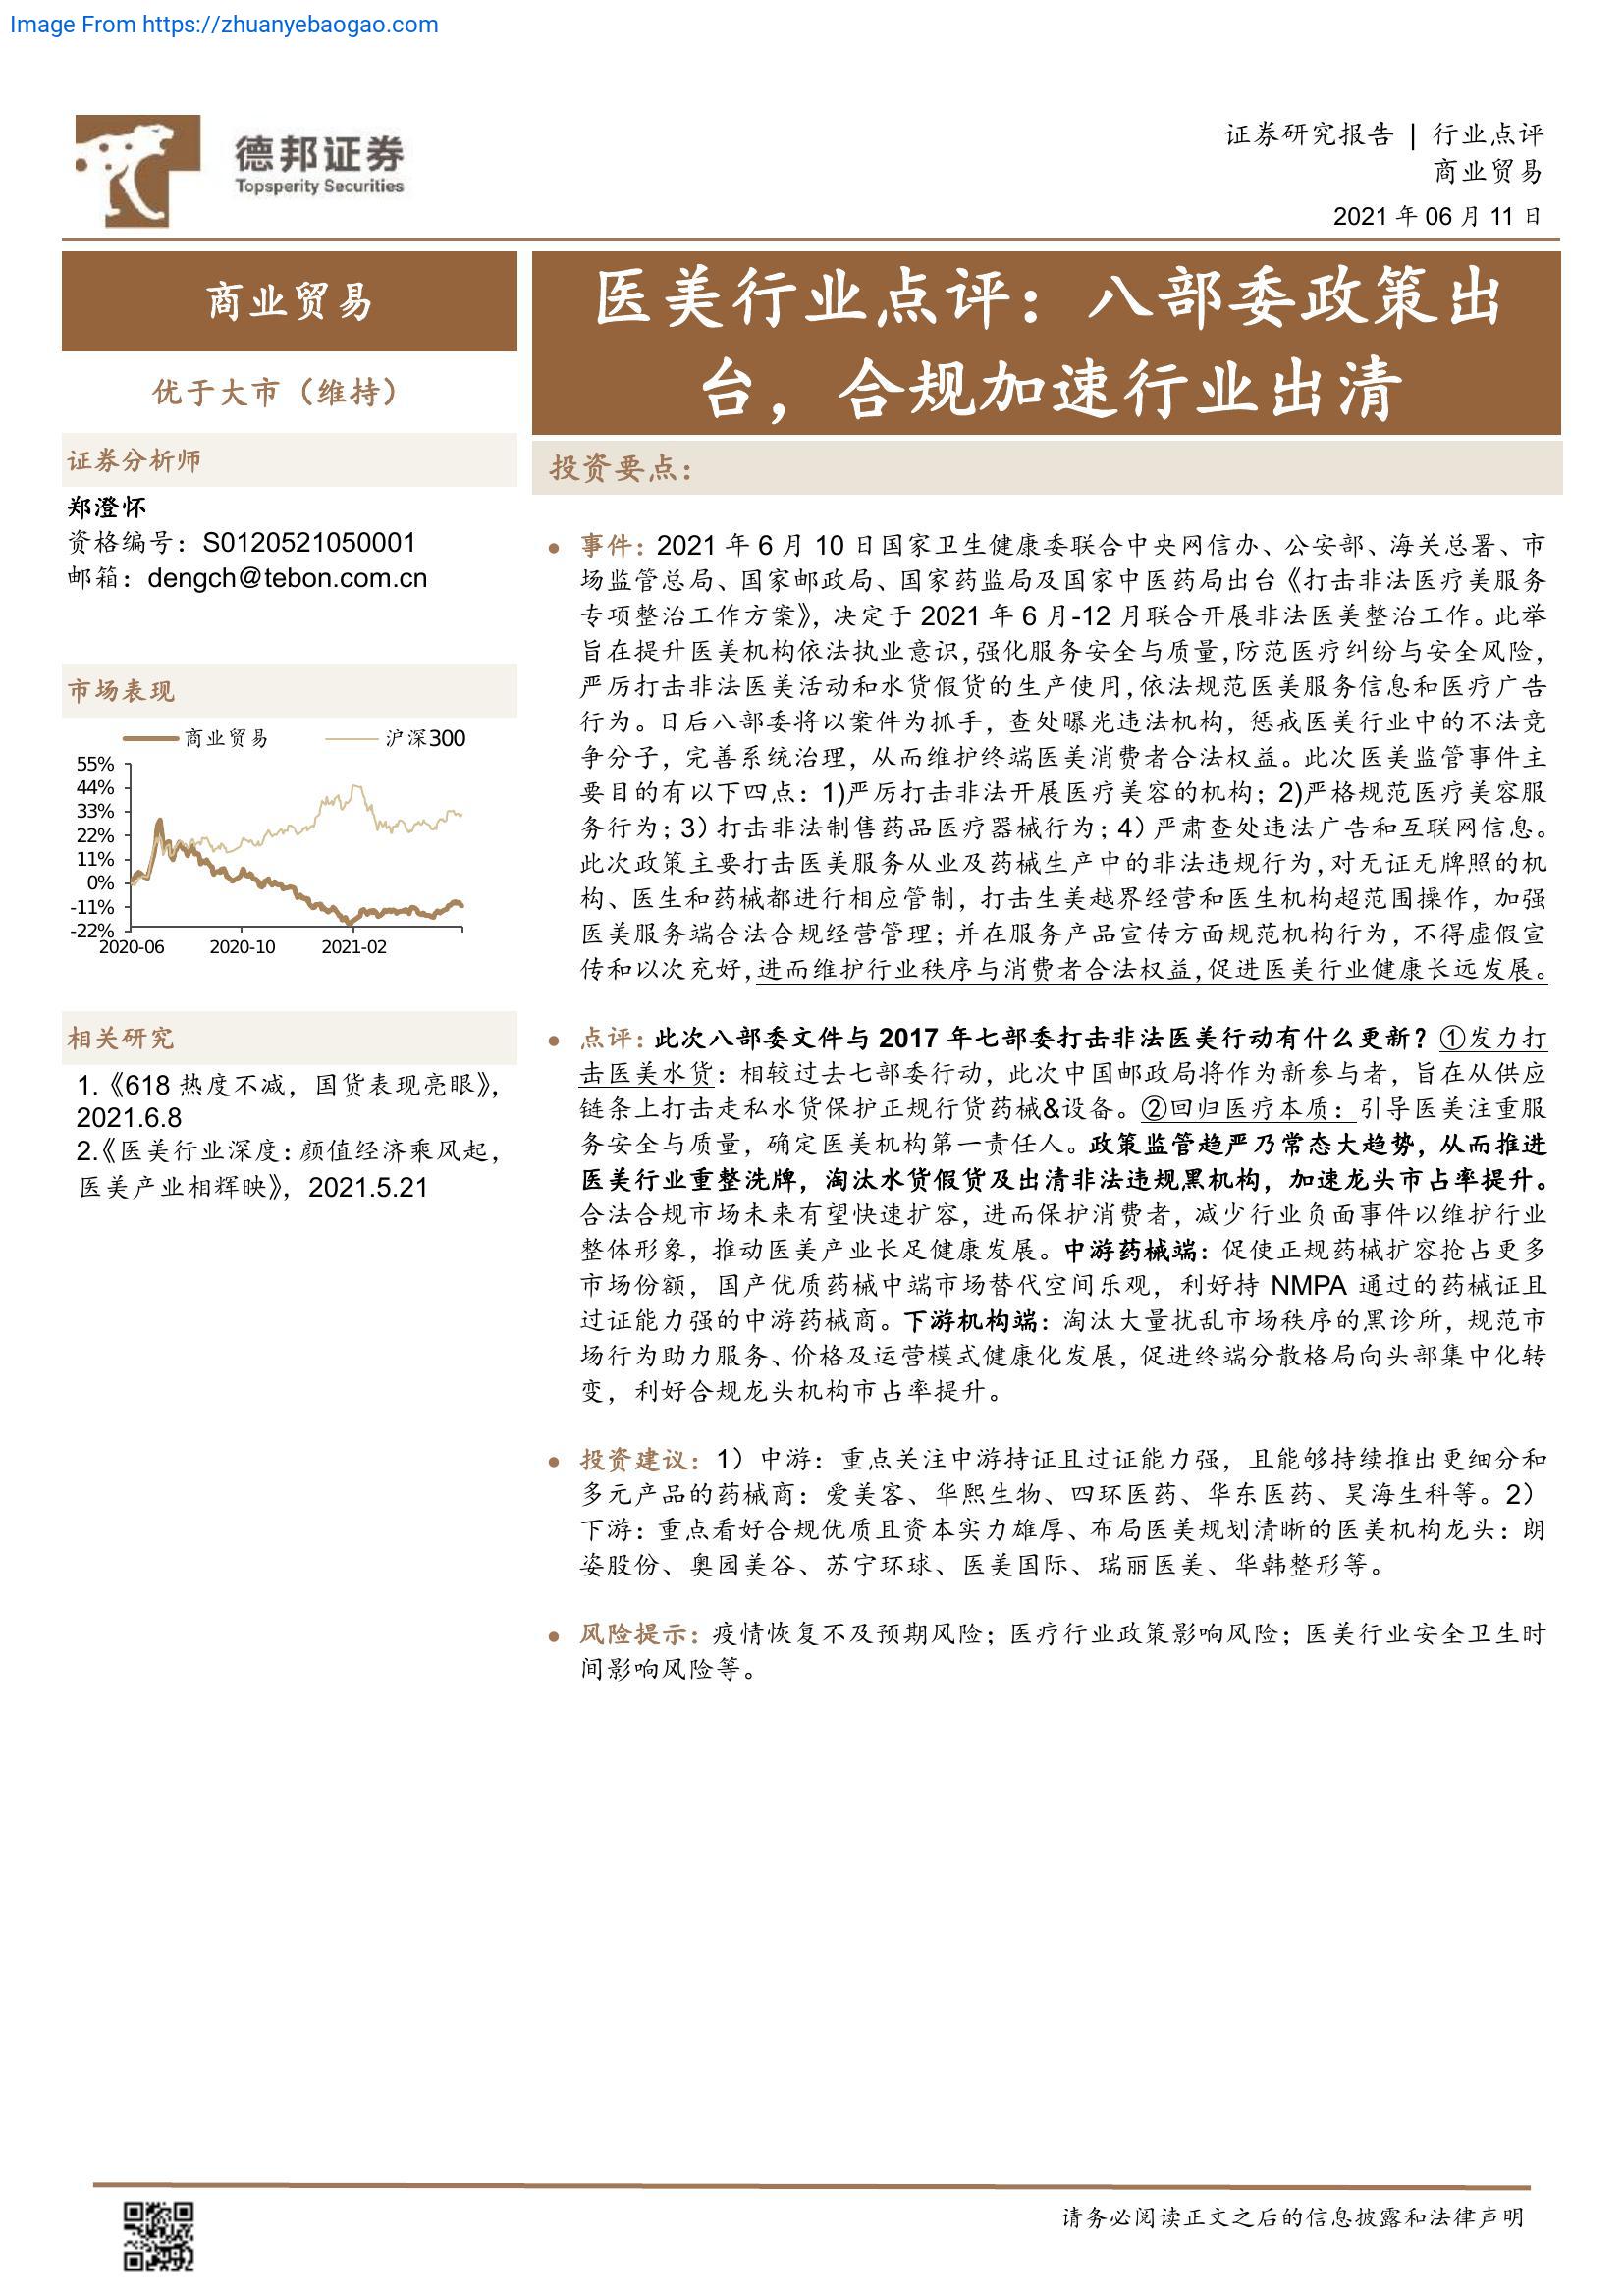 Image From https://zhuanyebaogao.com
德邦证券
Topsperity Securities
证券研究报告 | 行业点评
商业贸易
2021 年 06 月 11 日
商业贸易
优于大市（维持）
证券分析师
郑澄怀
资格编号：S0120521050001
邮箱：dengch@tebon.com.cn
市场表现
商业贸易
沪深300
55%
44%
33%
22%
11%
0%
-11%
-22%
2020-06
2020-10
2021-02
相关研究
1.《618 热度不减，国货表现亮眼》，
2021.6.8
2.《医美行业深度：颜值经济乘风起，
医美产业相辉映》，2021.5.21
医美行业点评：八部委政策出
台，合规加速行业出清
投资要点：
● 事件：2021 年 6 月 10 日国家卫生健康委联合中央网信办、公安部、海关总署、市
场监管总局、国家邮政局、国家药监局及国家中医药局出台《打击非法医疗美服务
专项整治工作方案》，决定于 2021 年 6 月-12 月联合开展非法医美整治工作。此举
旨在提升医美机构依法执业意识，强化服务安全与质量，防范医疗纠纷与安全风险，
严厉打击非法医美活动和水货假货的生产使用，依法规范医美服务信息和医疗广告
行为。日后八部委将以案件为抓手，查处曝光违法机构，惩戒医美行业中的不法竞
争分子，完善系统治理，从而维护终端医美消费者合法权益。此次医美监管事件主
要目的有以下四点：1)严厉打击非法开展医疗美容的机构；2)严格规范医疗美容服
务行为；3）打击非法制售药品医疗器械行为；4）严肃查处违法广告和互联网信息。
此次政策主要打击医美服务从业及药械生产中的非法违规行为，对无证无牌照的机
构、医生和药械都进行相应管制，打击生美越界经营和医生机构超范围操作，加强
医美服务端合法合规经营管理；并在服务产品宣传方面规范机构行为，不得虚假宣
传和以次充好，进而维护行业秩序与消费者合法权益，促进医美行业健康长远发展。
● 点评：此次八部委文件与 2017 年七部委打击非法医美行动有什么更新？①发力打
击医美水货：相较过去七部委行动，此次中国邮政局将作为新参与者，旨在从供应
链条上打击走私水货保护正规行货药械&设备。②回归医疗本质：引导医美注重服
务安全与质量，确定医美机构第一责任人。政策监管趋严乃常态大趋势，从而推进
医美行业重整洗牌，淘汰水货假货及出清非法违规黑机构，加速龙头市占率提升。
合法合规市场未来有望快速扩容，进而保护消费者，减少行业负面事件以维护行业
整体形象，推动医美产业长足健康发展。中游药械端：促使正规药械扩容抢占更多
市场份额，国产优质药械中端市场替代空间乐观，利好持 NMPA 通过的药械证且
过证能力强的中游药械商。下游机构端：淘汰大量扰乱市场秩序的黑诊所，规范市
场行为助力服务、价格及运营模式健康化发展，促进终端分散格局向头部集中化转
变，利好合规龙头机构市占率提升。
● 投资建议：1）中游：重点关注中游持证且过证能力强，且能够持续推出更细分和
多元产品的药械商：爱美客、华熙生物、四环医药、华东医药、昊海生科等。2）
下游：重点看好合规优质且资本实力雄厚、布局医美规划清晰的医美机构龙头：朗
姿股份、奥园美谷、苏宁环球、医美国际、瑞丽医美、华韩整形等。
● 风险提示：疫情恢复不及预期风险；医疗行业政策影响风险；医美行业安全卫生时
间影响风险等。
请务必阅读正文之后的信息披露和法律声明